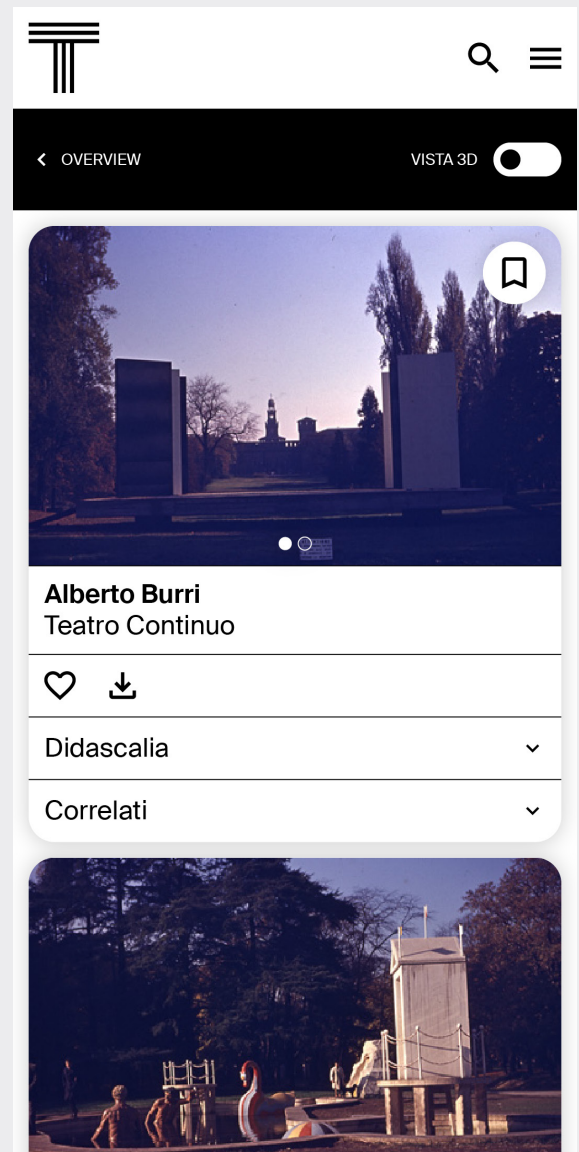 T
OVERVIEW
VISTA 3D
Alberto Burri
Teatro Continuo
Didascalia
Correlati